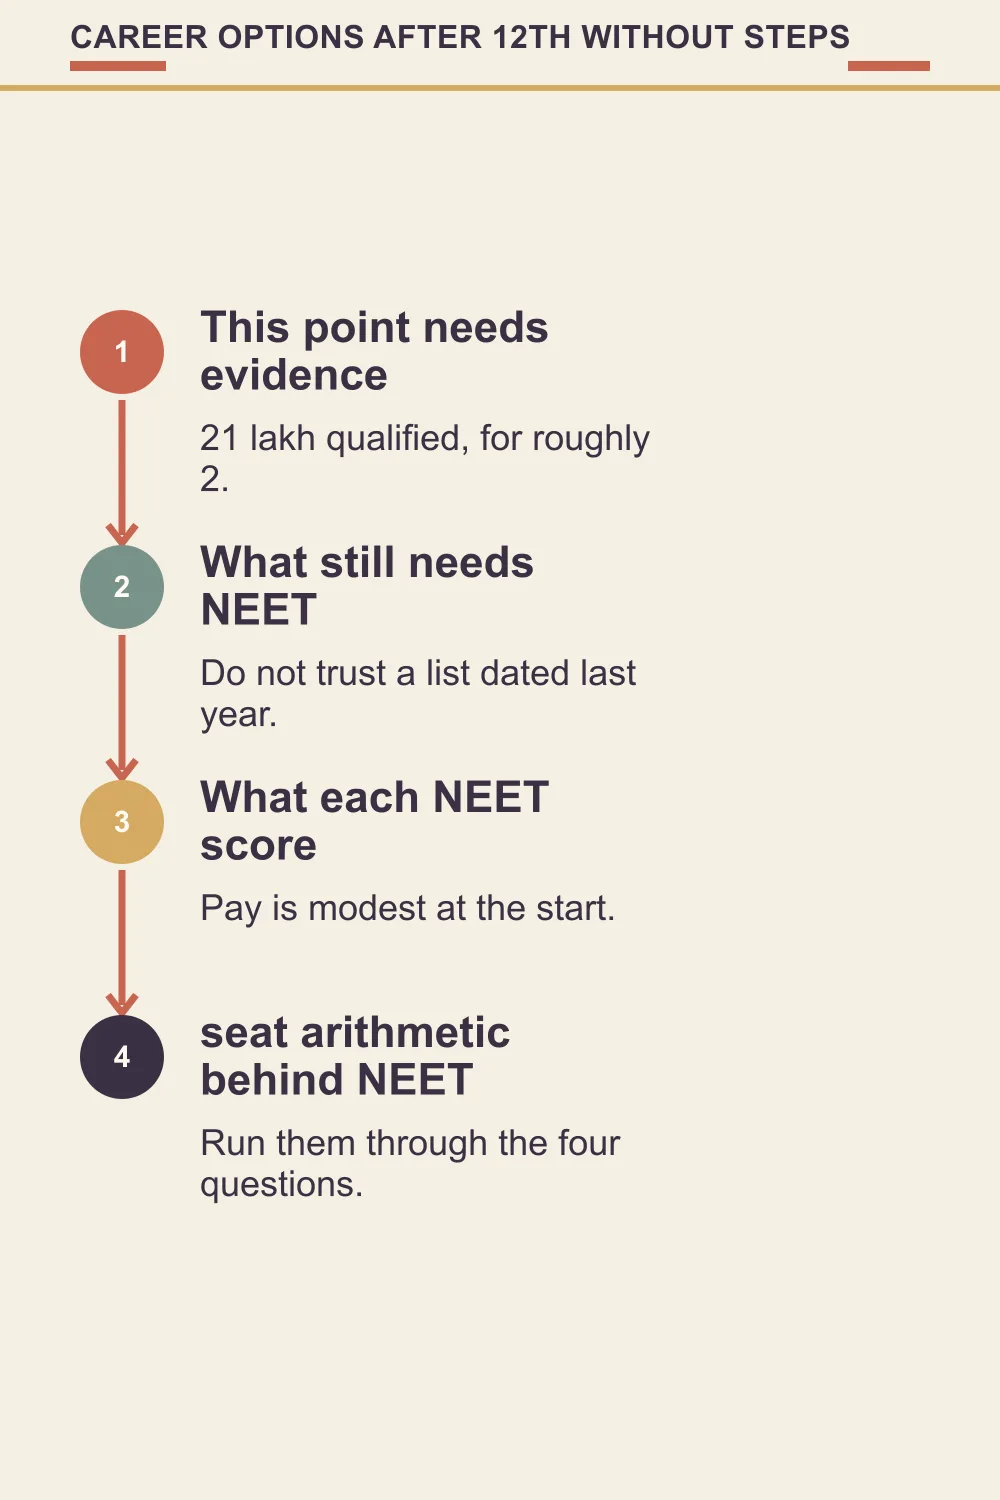 CAREER OPTIONS AFTER 12TH WITHOUT STEPS
1
This point needs
evidence
21 lakh qualified, for roughly
2.
2
What still needs
NEET
Do not trust a list dated last
year.
3
What each NEET
score
Pay is modest at the start.
4
seat arithmetic
behind NEET
Run them through the four
questions.